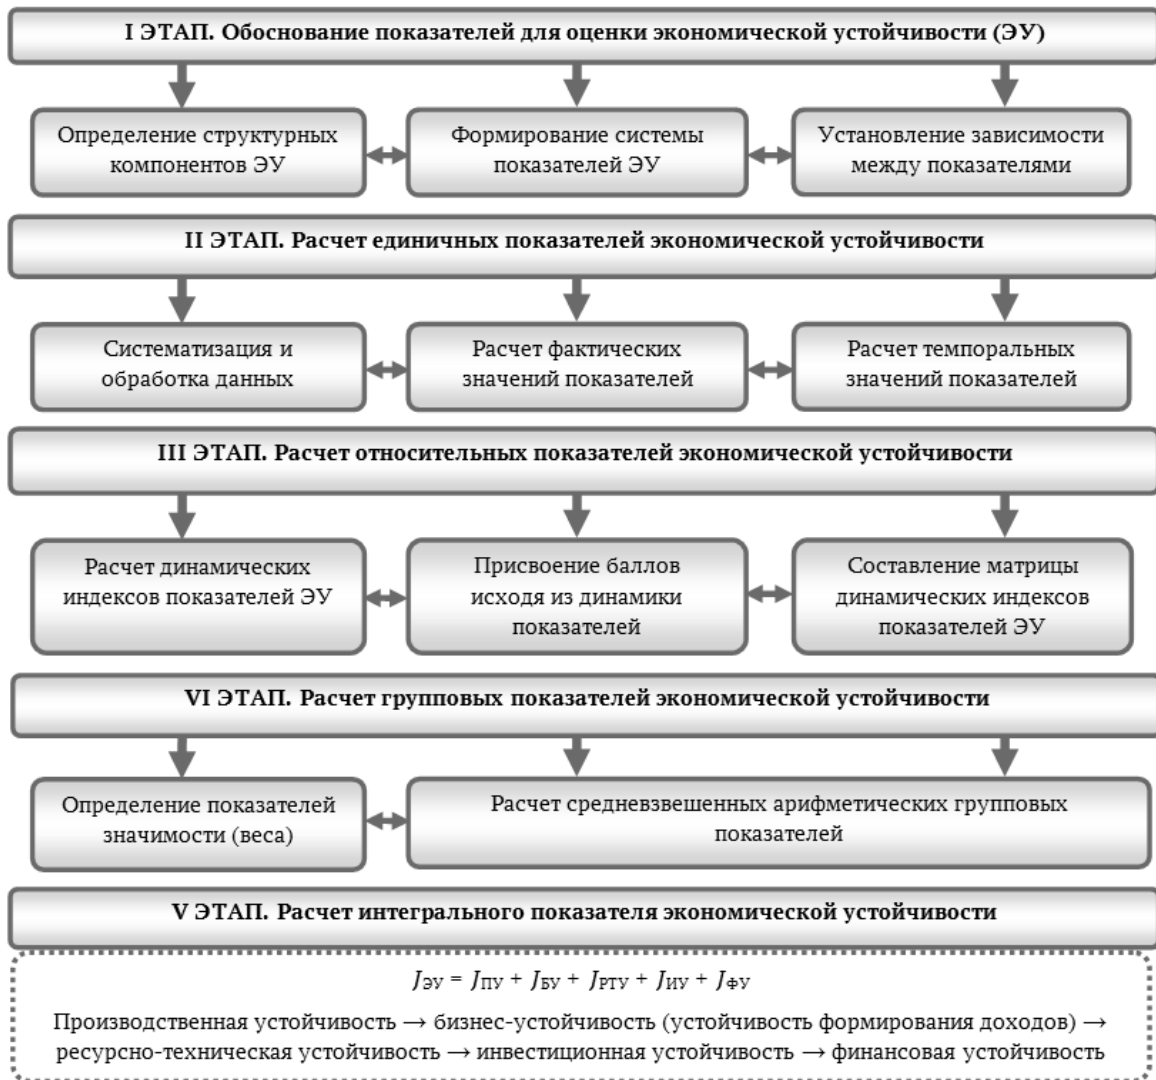 I ЭТАП. Обоснование показателей для оценки экономической устойчивости (ЭУ)
Определение структурных
компонентов ЭУ
Формирование системы
показателей ЭУ
Установление зависимости
между показателями
II ЭТАП. Расчет единичных показателей экономической устойчивости
Систематизация и
обработка данных
Расчет фактических
значений показателей
Расчет темпоральных
значений показателей
III ЭТАП. Расчет относительных показателей экономической устойчивости
Расчет динамических
индексов показателей ЭУ
Присвоение баллов
исходя из динамики
показателей
Составление матрицы
динамических индексов
показателей ЭУ
VI ЭТАП. Расчет групповых показателей экономической устойчивости
Определение показателей
значимости (веса)
Расчет средневзвешенных арифметических групповых
показателей
V ЭТАП. Расчет интегрального показателя экономической устойчивости
JЭУ = JПУ + JБУ + JРТУ + JИУ + JФУ
Производственная устойчивость → бизнес-устойчивость (устойчивость формирования доходов) →
ресурсно-техническая устойчивость → инвестиционная устойчивость → финансовая устойчивость